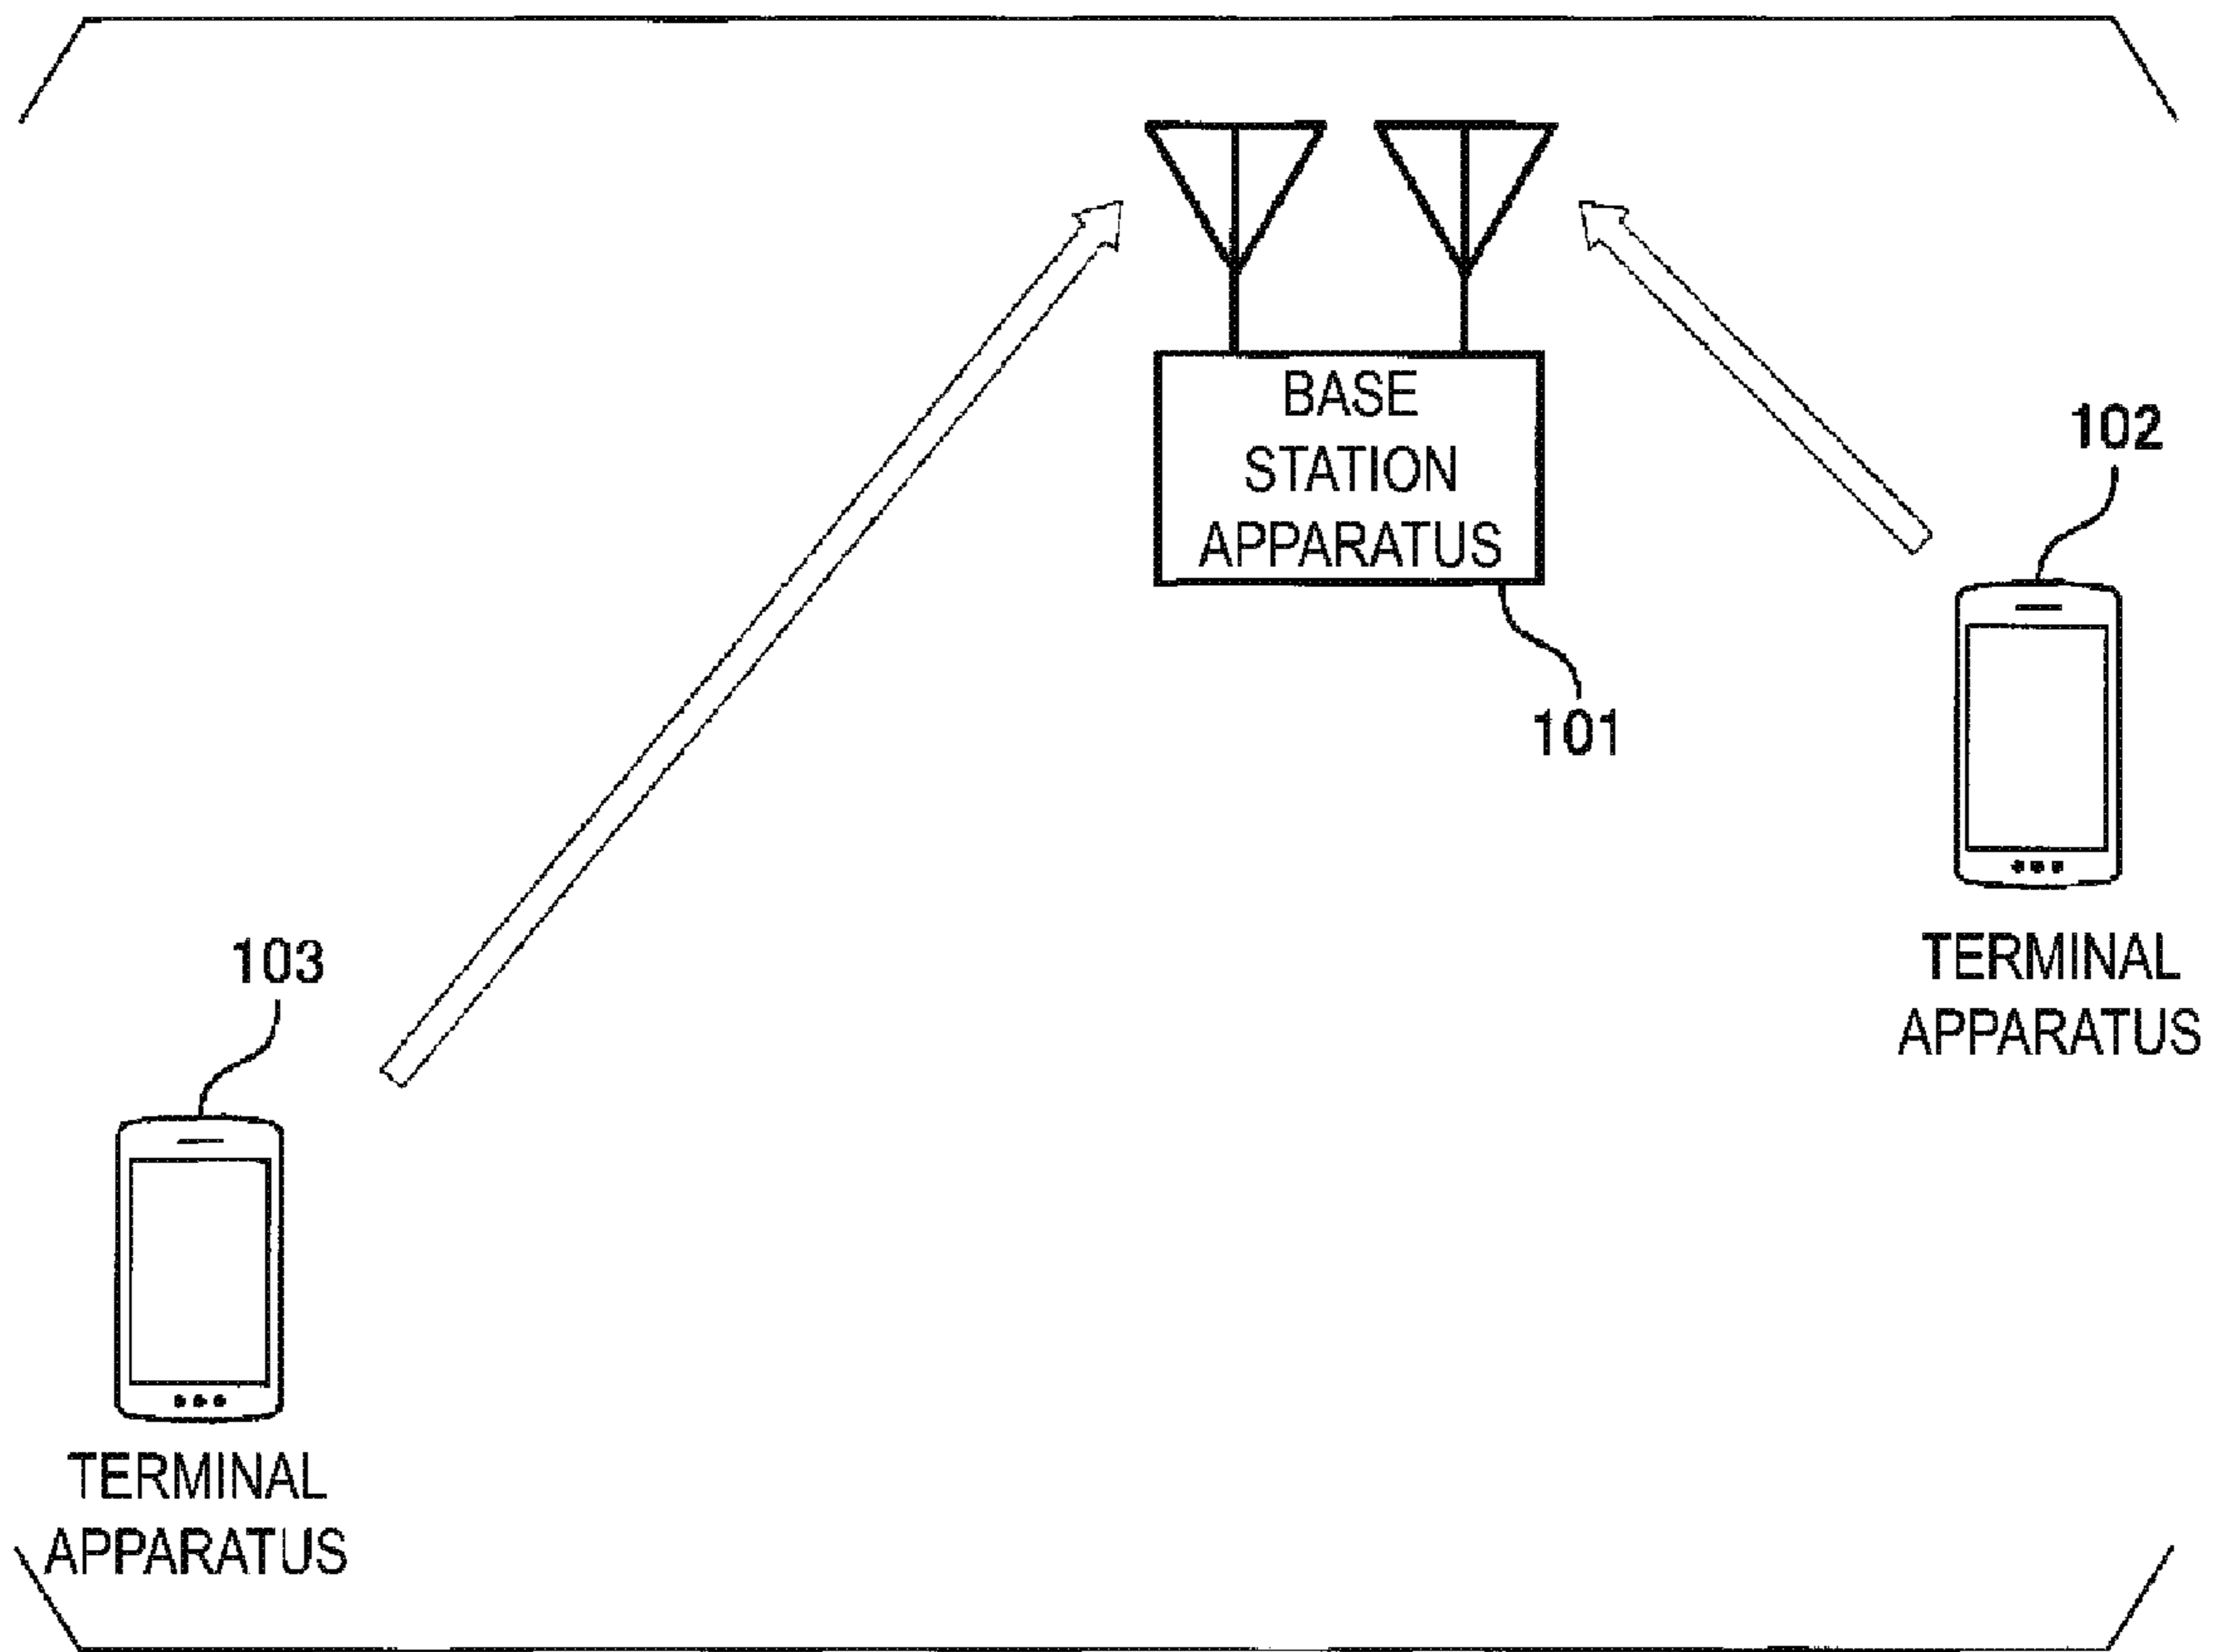 BASE
STATION
APPARATUS
102
101
103
TERMINAL
APPARATUS
TERMINAL
APPARATUS